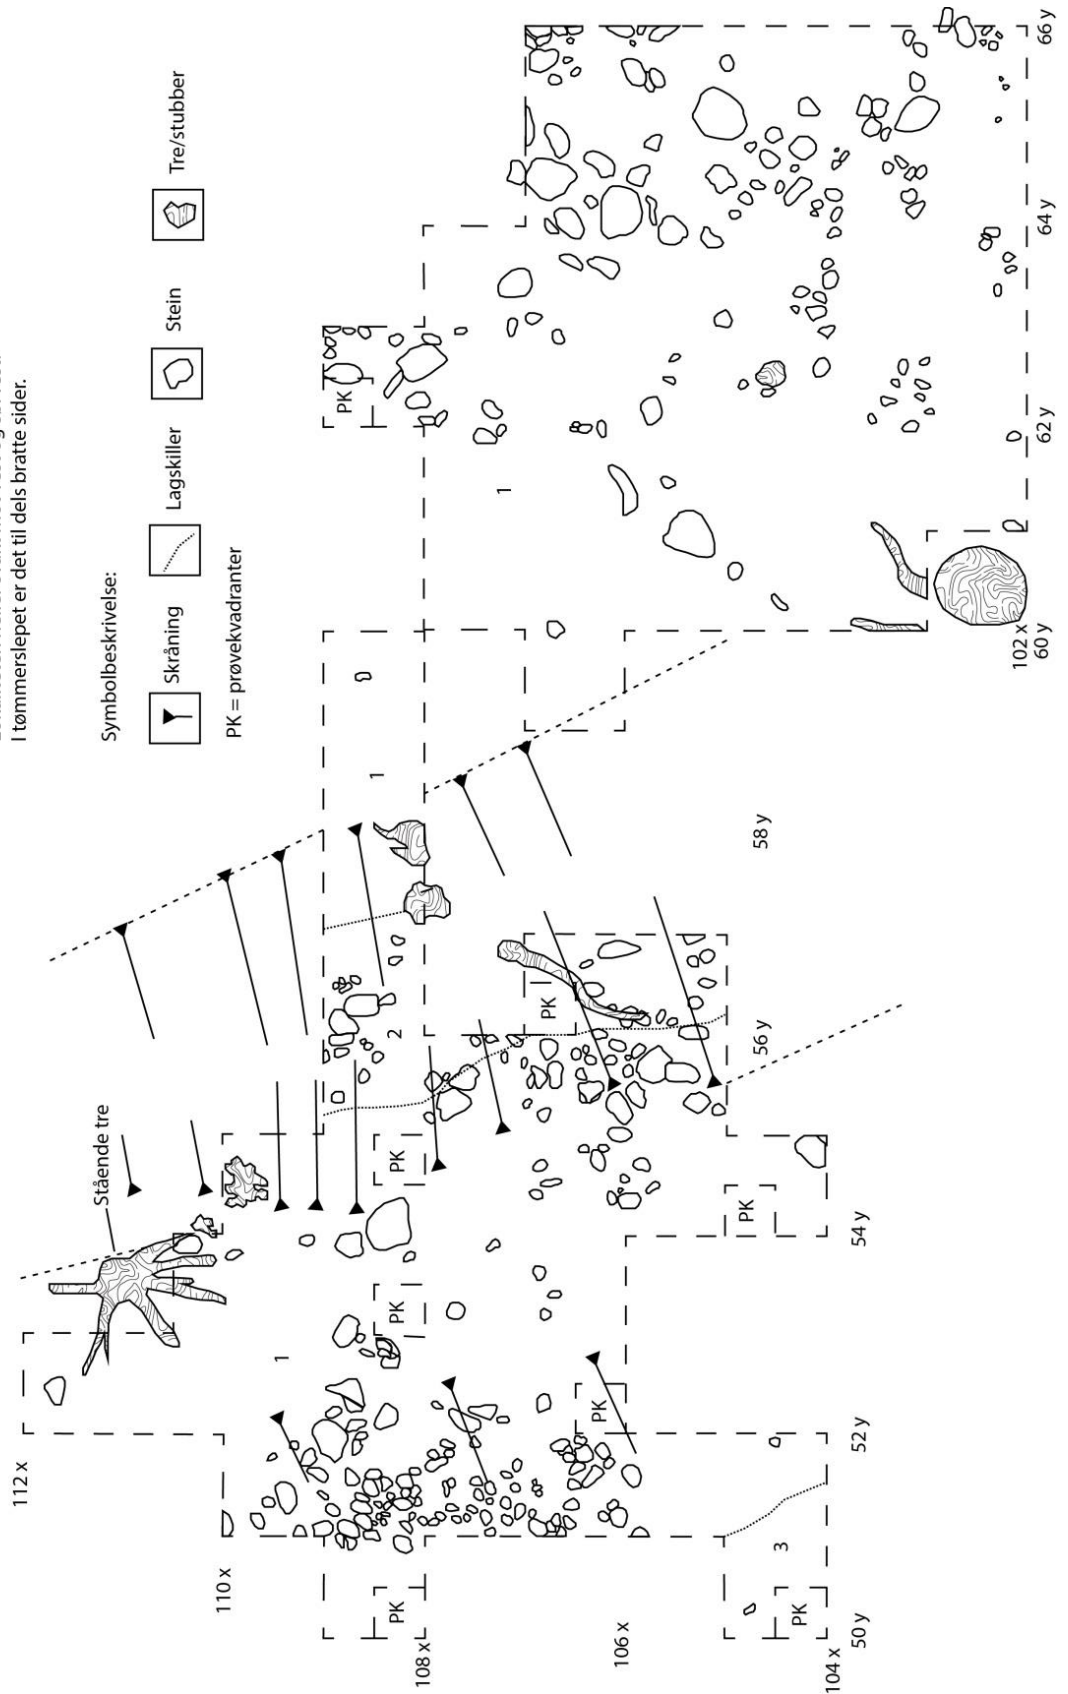 I tømmerslepet er det til dels bratte sider.
Symbolbeskrivelse:
Skråning
Lagskiller
Stein
Tre/stubber
PK = prøvekvadranter
Stående tre
112 x
110 x
108 x
106 x
104 x
102 x
50 y
52 y
54 y
56 y
58 y
60 y
62 y
64 y
66 y
PK
PK
PK
PK
PK
PK
PK
PK
1
1
1
2
3